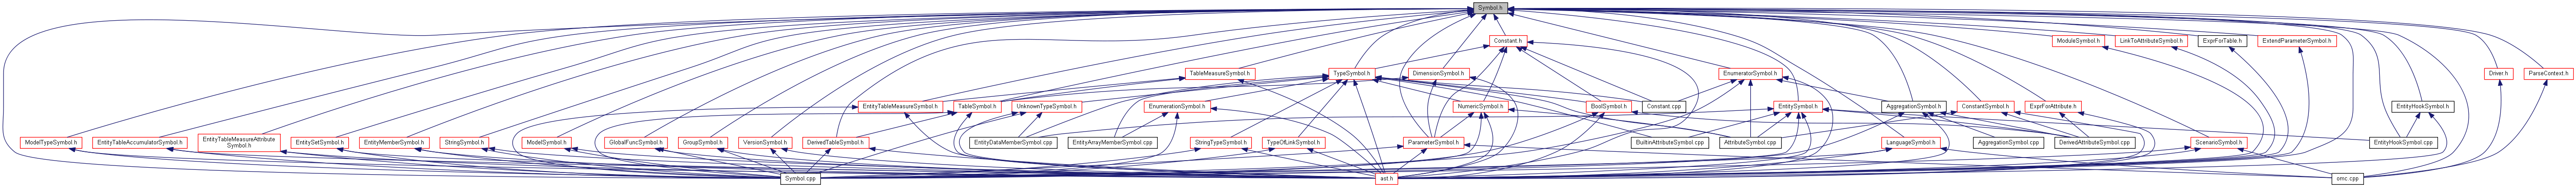 Symbol.h
Constant.h
ModuleSymbol.h
LinkToAttributeSymbol.h
ExprForTable.h
ExtendParameterSymbol.h
TableMeasureSymbol.h
TypeSymbol.h
DimensionSymbol.h
EnumeratorSymbol.h
Driver.h
ParseContext.h
EntityTableMeasureSymbol.h
TableSymbol.h
UnknownTypeSymbol.h
EnumerationSymbol.h
NumericSymbol.h
BoolSymbol.h
Constant.cpp
EntitySymbol.h
AggregationSymbol.h
ConstantSymbol.h
ExprForAttribute.h
EntityHookSymbol.h
ModelTypeSymbol.h
EntityTableAccumulatorSymbol.h
EntityTableMeasureAttribute
Symbol.h
EntitySetSymbol.h
EntityMemberSymbol.h
StringSymbol.h
ModelSymbol.h
GlobalFuncSymbol.h
GroupSymbol.h
VersionSymbol.h
DerivedTableSymbol.h
EntityDataMemberSymbol.cpp
EntityArrayMemberSymbol.cpp
StringTypeSymbol.h
TypeOfLinkSymbol.h
ParameterSymbol.h
BuiltinAttributeSymbol.cpp
AttributeSymbol.cpp
LanguageSymbol.h
AggregationSymbol.cpp
DerivedAttributeSymbol.cpp
ScenarioSymbol.h
EntityHookSymbol.cpp
Symbol.cpp
ast.h
omc.cpp